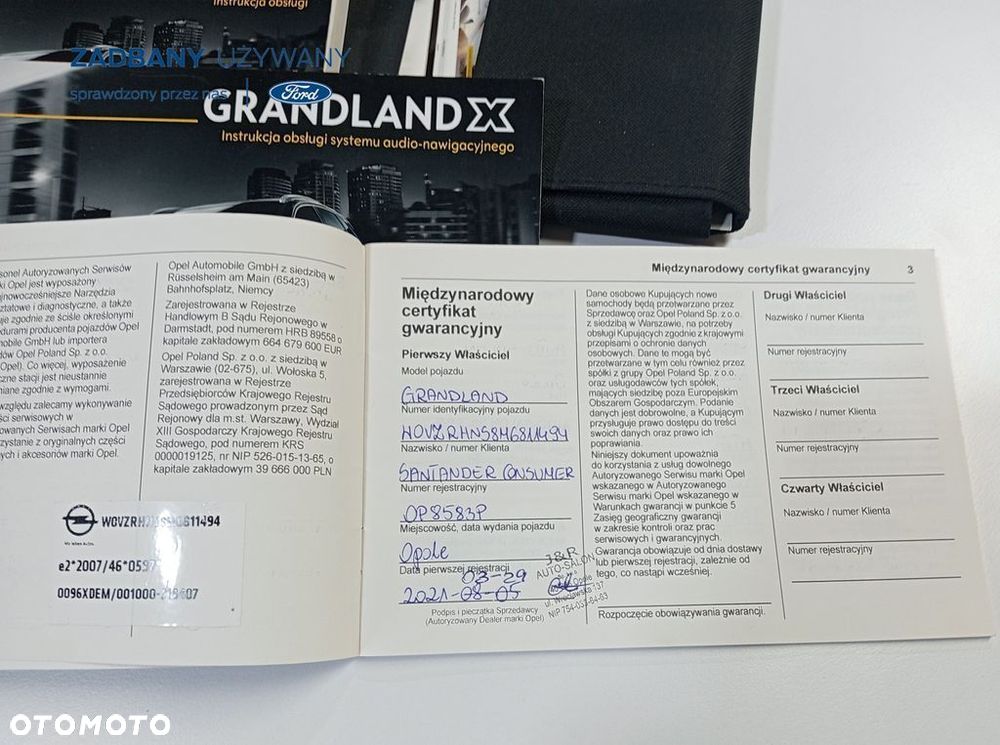 Instrukcja obsługi
ZADBANY UŻYWANY
sprawdzony przez nas
Ford
GRANDLAND X
Instrukcja obsługi systemu audio-nawigacyjnego
Autoryzowanych Serwisów
Opel jest wyposażony
Narzędzia
diagnostyczne, a także
zgodnie ze ściśle określonymi
producenta pojazdów Opel
GmbH lub importera
Opel Poland Sp. z o.o.
Opel). Co więcej, wyposażenie
stacji jest nieustannie
zgodnie z wymogami.
względu zalecamy wykonywanie
serwisowych w
Serwisach marki Opel
z oryginalnych części
i akcesoriów marki Opel.
Opel Automobile GmbH z siedzibą w
Rüsselsheim am Main (65423)
Bahnhofsplatz, Niemcy
Zarejestrowana w Rejestrze
Handlowym B Sądu Rejonowego w
Darmstadt, pod numerem HRB 89558 o
kapitale zakładowym 664 679 600 EUR
Opel Poland Sp. z o.o. z siedzibą w
Warszawie (02-675), ul. Wołoska 5,
zarejestrowana w Rejestrze
Przedsiębiorców Krajowego Rejestru
Sądowego prowadzonym przez Sąd
Rejonowy dla m.st. Warszawy, Wydział
XIII Gospodarczy Krajowego Rejestru
Sądowego, pod numerem KRS
0000019125, nr NIP 526-015-13-65, o
kapitale zakładowym 39 666 000 PLN
e2*2007/46*0597
0096XDEM/001000-
Międzynarodowy certyfikat gwarancyjny 3
Międzynarodowy
certyfikat
gwarancyjny
Pierwszy Właściciel
Model pojazdu
GRANDLAND
Numer identyfikacyjny pojazdu
Nazwisko / numer Klienta
SANTANDER CONSUMER
Numer rejestracyjny
OP8583P
Miejscowość, data wydania pojazdu
Opole
Data pierwszej rejestracji
03-29
2021-08-05
Podpis i pieczątka Sprzedawcy
(Autoryzowany Dealer marki Opel)
J&R
AUTO-SALON
Opole
ul. Wrocławska 137
Dane osobowe Kupujących nowe
samochody będą przetwarzane przez
Sprzedawcę oraz Opel Poland Sp. z o.o.
z siedzibą w Warszawie, na potrzeby
obsługi Kupujących zgodnie z krajowymi
przepisami o ochronie danych
osobowych. Dane te mogą być
przetwarzane w tym celu również przez
spółki z grupy Opel Poland Sp. z o.o.
oraz usługodawców tych spółek,
mających siedzibę poza Europejskim
Obszarem Gospodarczym. Podanie
danych jest dobrowolne, a Kupującym
przysługuje prawo dostępu do treści
swoich danych oraz prawo ich
poprawiania.
Niniejszy dokument upoważnia
do korzystania z usług dowolnego
Autoryzowanego Serwisu marki Opel
wskazanego w Autoryzowanego
Serwisu marki Opel wskazanego w
Warunkach gwarancji w punkcie 5
Zasięg geograficzny gwarancji
w zakresie kontroli oraz prac
serwisowych i gwarancyjnych.
Gwarancja obowiązuje od dnia dostawy
lub pierwszej rejestracji, zależnie od
tego, co nastąpi wcześniej.
Rozpoczęcie obowiązywania gwarancji.
Drugi Właściciel
Nazwisko / numer Klienta
Numer rejestracyjny
Trzeci Właściciel
Nazwisko / numer Klienta
Numer rejestracyjny
Czwarty Właściciel
Nazwisko / numer Klienta
Numer rejestracyjny
OTOMOTO